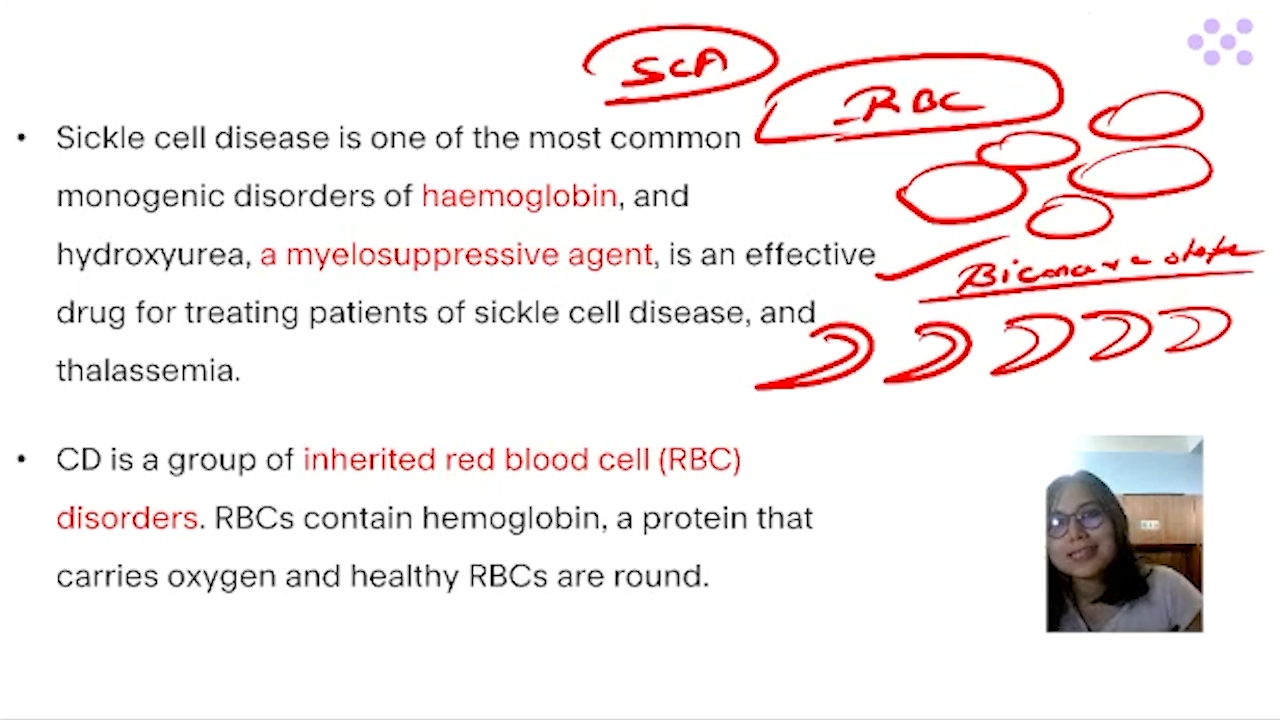 SCA
RBC
Sickle cell disease is one of the most common
monogenic disorders of haemoglobin, and
hydroxyurea, a myelosuppressive agent, is an effective
drug for treating patients of sickle cell disease, and
thalassemia.
CD is a group of inherited red blood cell (RBC)
disorders. RBCs contain hemoglobin, a protein that
carries oxygen and healthy RBCs are round.